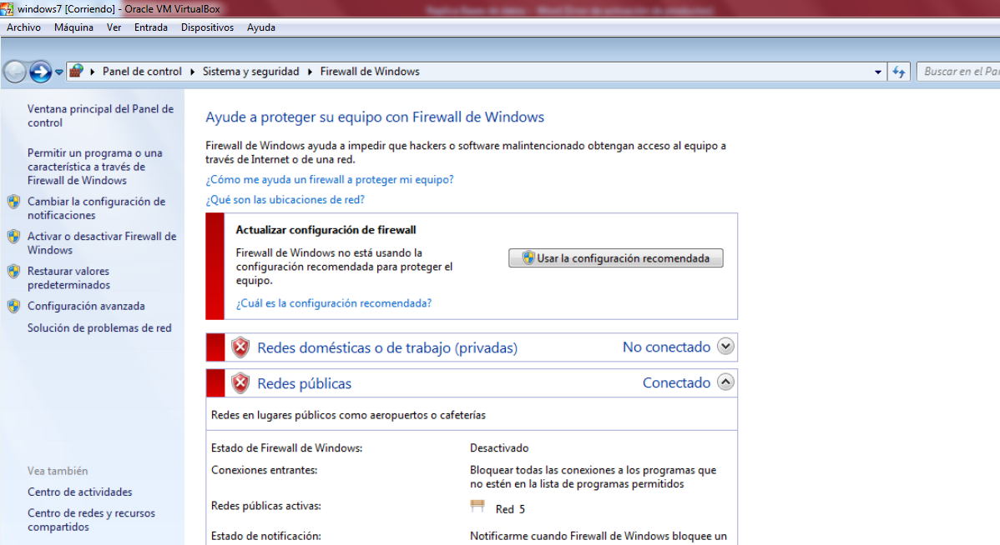 windows7 [Corriendo] - Oracle VM VirtualBox
Archivo Máquina Ver Entrada Dispositivos Ayuda
Panel de control Sistema y seguridad Firewall de Windows
Buscar en el Pa
Ventana principal del Panel de
control
Permitir un programa o una
característica a través de
Firewall de Windows
Cambiar la configuración de
notificaciones
Activar o desactivar Firewall de
Windows
Restaurar valores
predeterminados
Configuración avanzada
Solución de problemas de red
Vea también
Centro de actividades
Centro de redes y recursos
compartidos
Ayude a proteger su equipo con Firewall de Windows
Firewall de Windows ayuda a impedir que hackers o software malintencionado obtengan acceso al equipo a
través de Internet o de una red.
¿Cómo me ayuda un firewall a proteger mi equipo?
¿Qué son las ubicaciones de red?
Actualizar configuración de firewall
Firewall de Windows no está usando la
configuración recomendada para proteger el
equipo.
Usar la configuración recomendada
¿Cuál es la configuración recomendada?
Redes domésticas o de trabajo (privadas) No conectado
Redes públicas Conectado
Redes en lugares públicos como aeropuertos o cafeterías
Estado de Firewall de Windows: Desactivado
Conexiones entrantes: Bloquear todas las conexiones a los programas que
no estén en la lista de programas permitidos
Redes públicas activas: Red 5
Estado de notificación: Notificarme cuando Firewall de Windows bloquee un